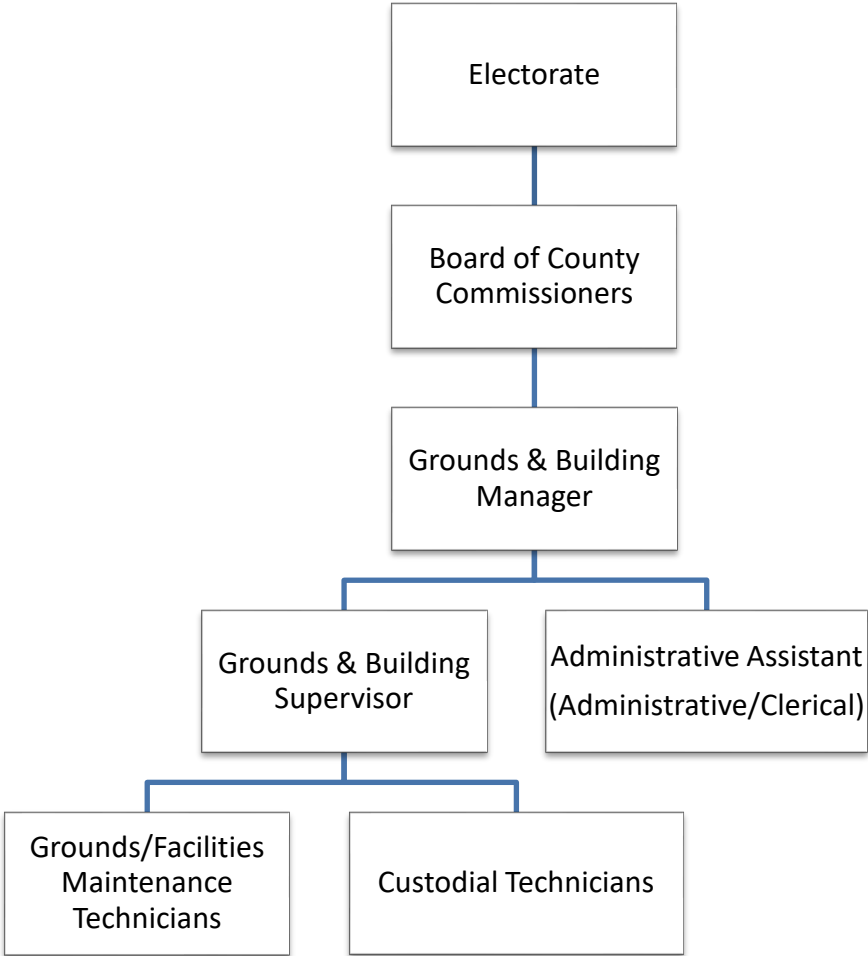 Electorate
Board of County
Commissioners
Grounds & Building
Manager
Grounds & Building
Supervisor
Administrative Assistant
(Administrative/Clerical)
Grounds/Facilities
Maintenance
Technicians
Custodial Technicians